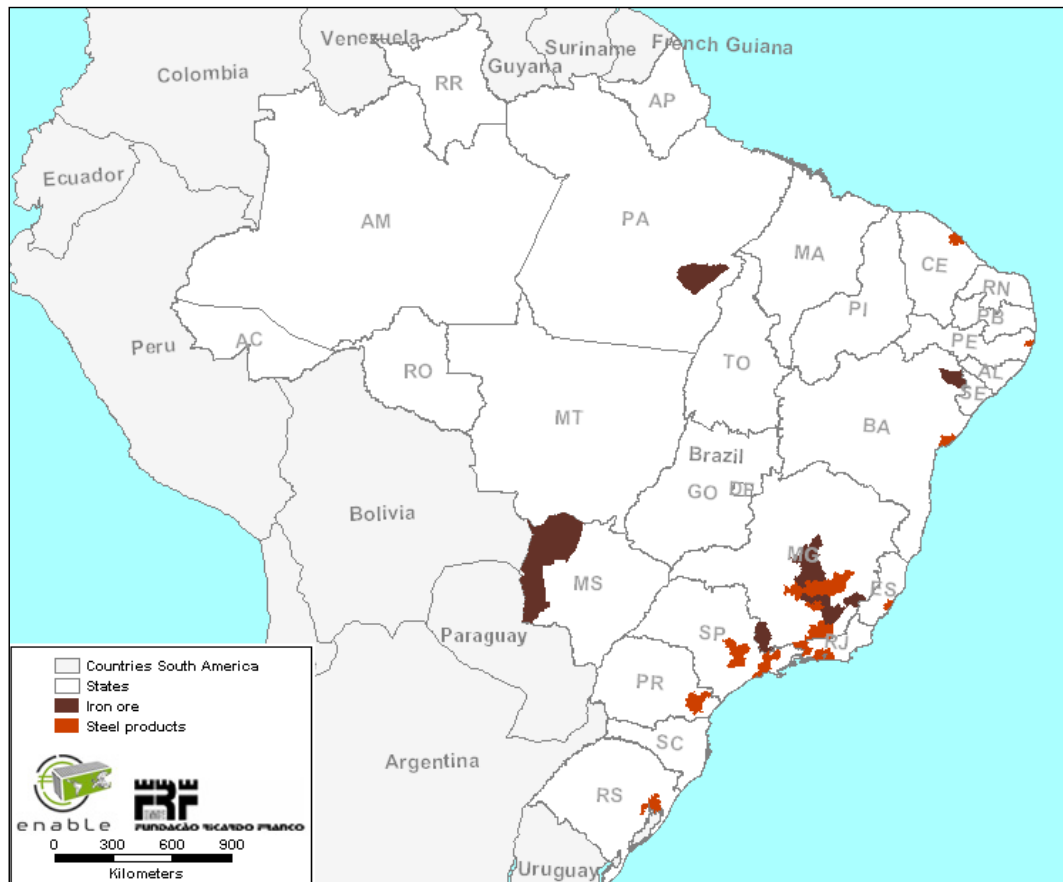 Venezuela
Suriname
French Guiana
Colombia
Guyana
RR
AP
Ecuador
AM
PA
MA
CE
RN
PI
PB
PE
Peru
AC
RO
TO
AL
SE
MT
BA
Brazil
GO
DF
Bolivia
MG
MS
ES
Paraguay
SP
RJ
PR
SC
Argentina
RS
Uruguay
Countries South America
States
Iron ore
Steel products
enable
FRF
FUNDAÇÃO RICARDO FRANCO
0 300 600 900
Kilometers